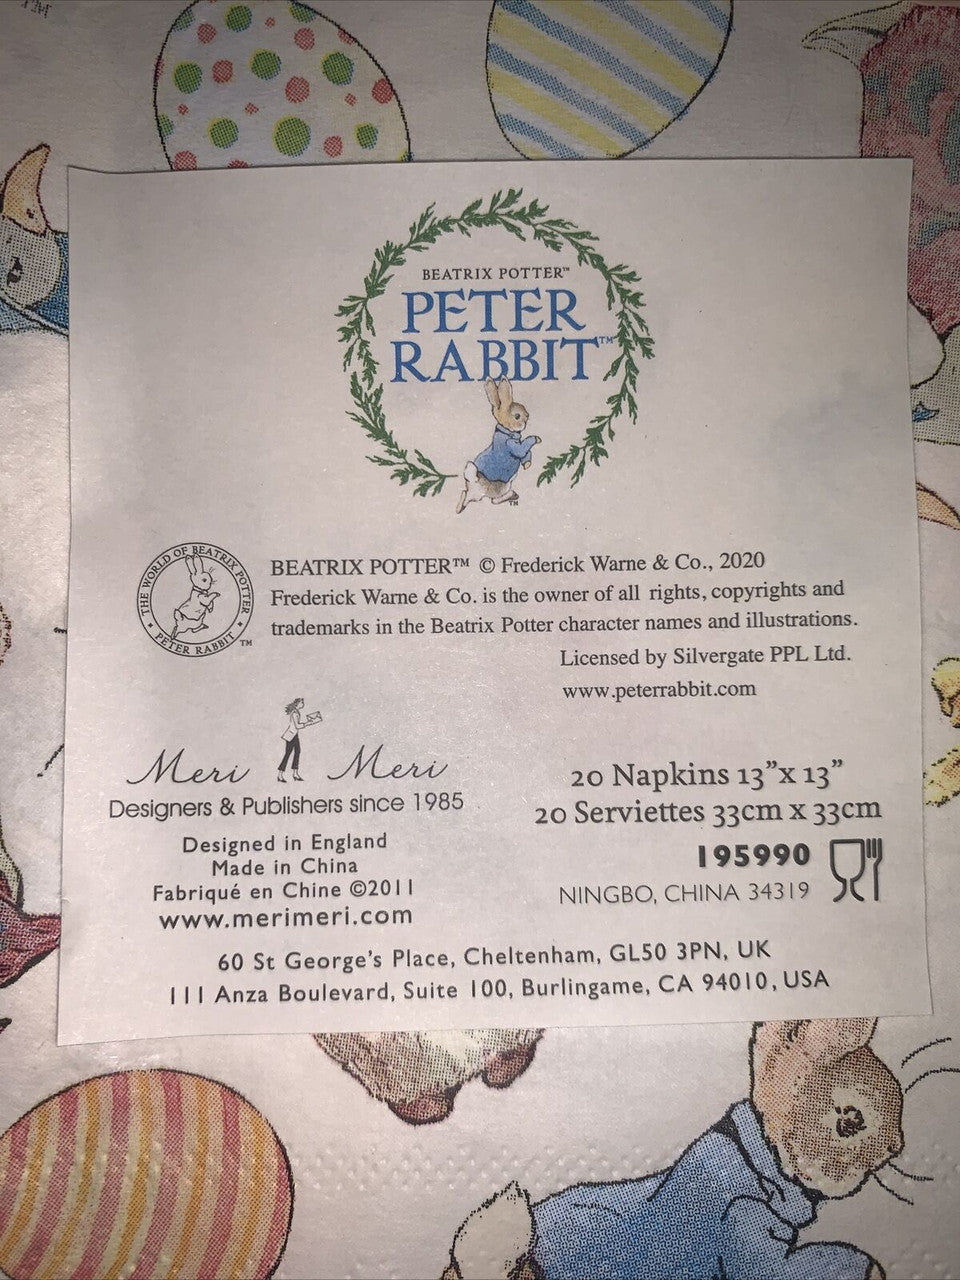 TM
BEATRIX POTTER™
PETER
RABBIT™
TM
THE WORLD OF BEATRIX POTTER
• PETER RABBIT •
TM
BEATRIX POTTER™ © Frederick Warne & Co., 2020
Frederick Warne & Co. is the owner of all rights, copyrights and
trademarks in the Beatrix Potter character names and illustrations.
Licensed by Silvergate PPL Ltd.
www.peterrabbit.com
Meri Meri
Designers & Publishers since 1985
Designed in England
Made in China
Fabriqué en Chine ©2011
www.merimeri.com
20 Napkins 13”x 13”
20 Serviettes 33cm x 33cm
195990
NINGBO, CHINA 34319
60 St George’s Place, Cheltenham, GL50 3PN, UK
111 Anza Boulevard, Suite 100, Burlingame, CA 94010, USA